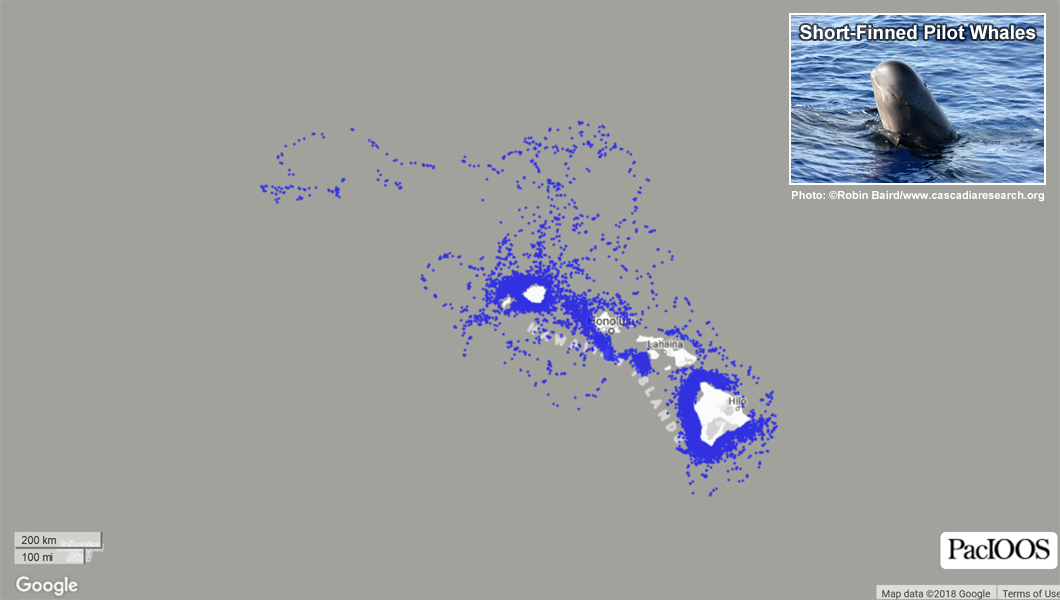 Short-Finned Pilot Whales
Photo: ©Robin Baird/www.cascadiaresearch.org
Honolulu
Lahaina
HAWAIIAN ISLANDS
Hilo
200 km
100 mi
Google
PacIOOS
Map data ©2018 Google
Terms of Use